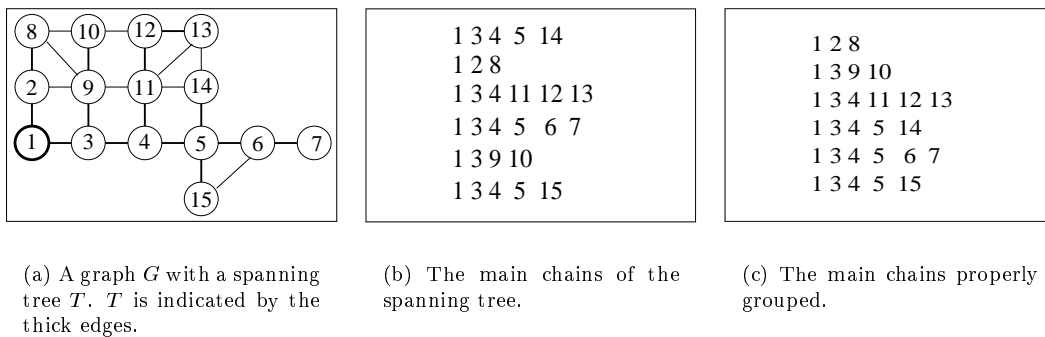 8 10 12 13
2 9 11 14
1 3 4 5 6 7
15
1 3 4 5 14
1 2 8
1 3 4 11 12 13
1 3 4 5 6 7
1 3 9 10
1 3 4 5 15
1 2 8
1 3 9 10
1 3 4 11 12 13
1 3 4 5 14
1 3 4 5 6 7
1 3 4 5 15
(a) A graph G with a spanning
tree T. T is indicated by the
thick edges.
(b) The main chains of the
spanning tree.
(c) The main chains properly
grouped.